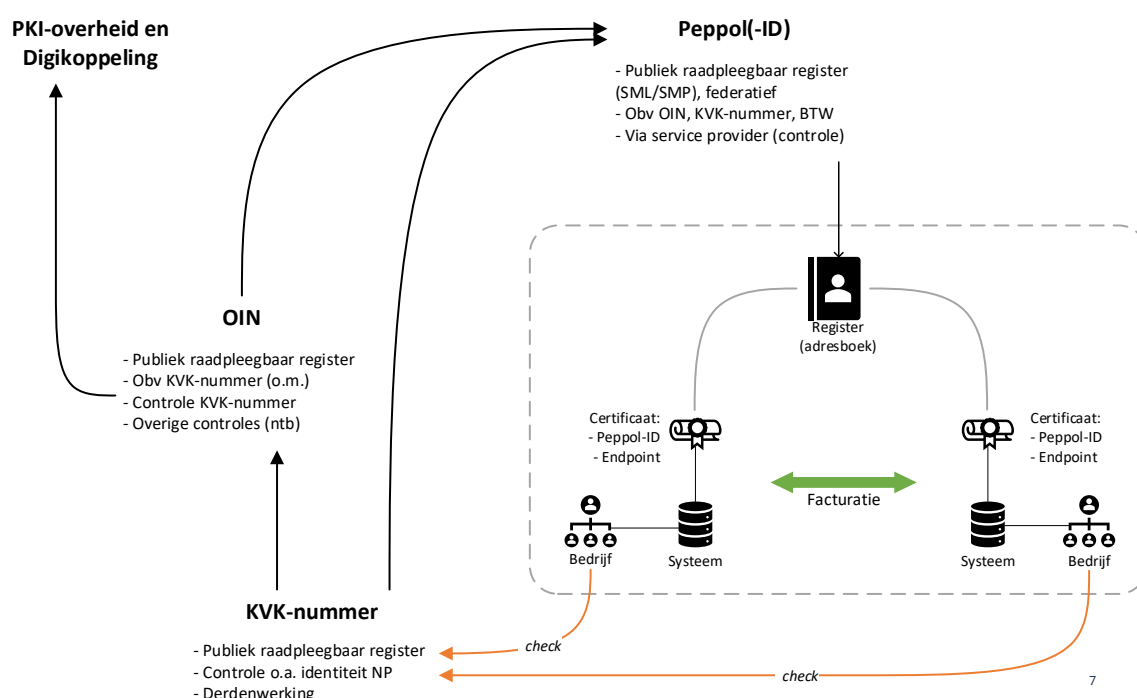 PKI-overheid en
Digikoppeling
Peppol(-ID)
- Publiek raadpleegbaar register
(SML/SMP), federatief
- Obv OIN, KVK-nummer, BTW
- Via service provider (controle)
Register
(adresboek)
OIN
- Publiek raadpleegbaar register
- Obv KVK-nummer (o.m.)
- Controle KVK-nummer
- Overige controles (ntb)
Certificaat:
- Peppol-ID
- Endpoint
Certificaat:
- Peppol-ID
- Endpoint
Facturatie
Bedrijf
Systeem
Systeem
Bedrijf
KVK-nummer
- Publiek raadpleegbaar register
- Controle o.a. identiteit NP
- Derdenwerking
check
check
7